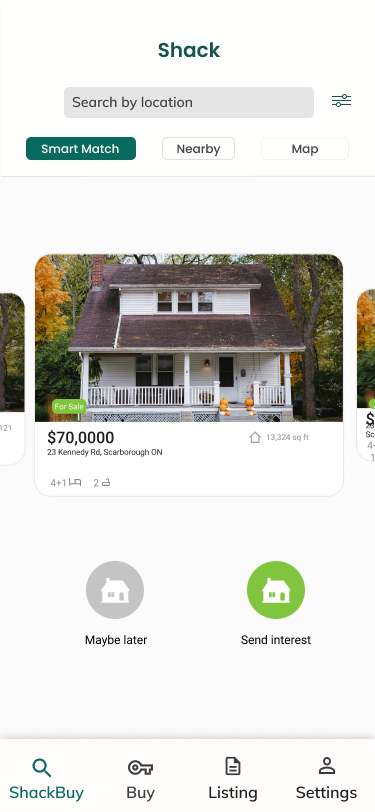 Shack
Search by location
Smart Match
Nearby
Map
For Sale
$70,0000
13,324 sq ft
23 Kennedy Rd, Scarborough ON
4+1
2
121
$
Sc
4+
1
Maybe later
Send interest
ShackBuy
Buy
Listing
Settings